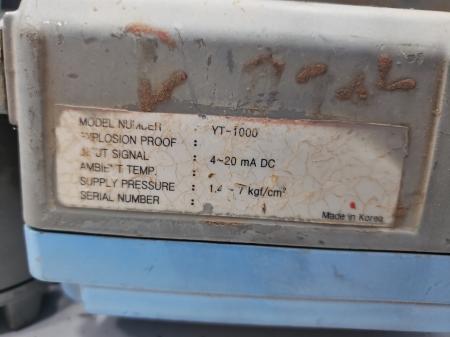 MODEL NUMBER : YT-1000
EXPLOSION PROOF :
INPUT SIGNAL : 4~20 mA DC
AMBIENT TEMP. :
SUPPLY PRESSURE : 1.4 ~ 7 kgf/cm²
SERIAL NUMBER :
Made in Korea